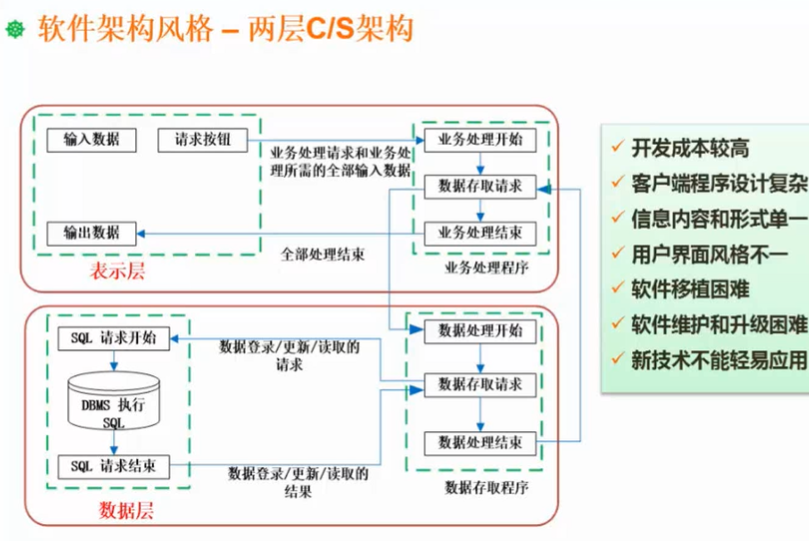 软件架构风格 – 两层C/S架构
输入数据
请求按钮
业务处理请求和业务处
理所需的全部输入数据
业务处理开始
数据存取请求
输出数据
全部处理结束
业务处理结束
业务处理程序
表示层
SQL 请求开始
数据登录/更新/读取的
请求
数据处理开始
DBMS 执行
SQL
数据存取请求
SQL 请求结束
数据登录/更新/读取的
结果
数据处理结束
数据存取程序
数据层
✓ 开发成本较高
✓ 客户端程序设计复杂
✓ 信息内容和形式单一
✓ 用户界面风格不一
✓ 软件移植困难
✓ 软件维护和升级困难
✓ 新技术不能轻易应用